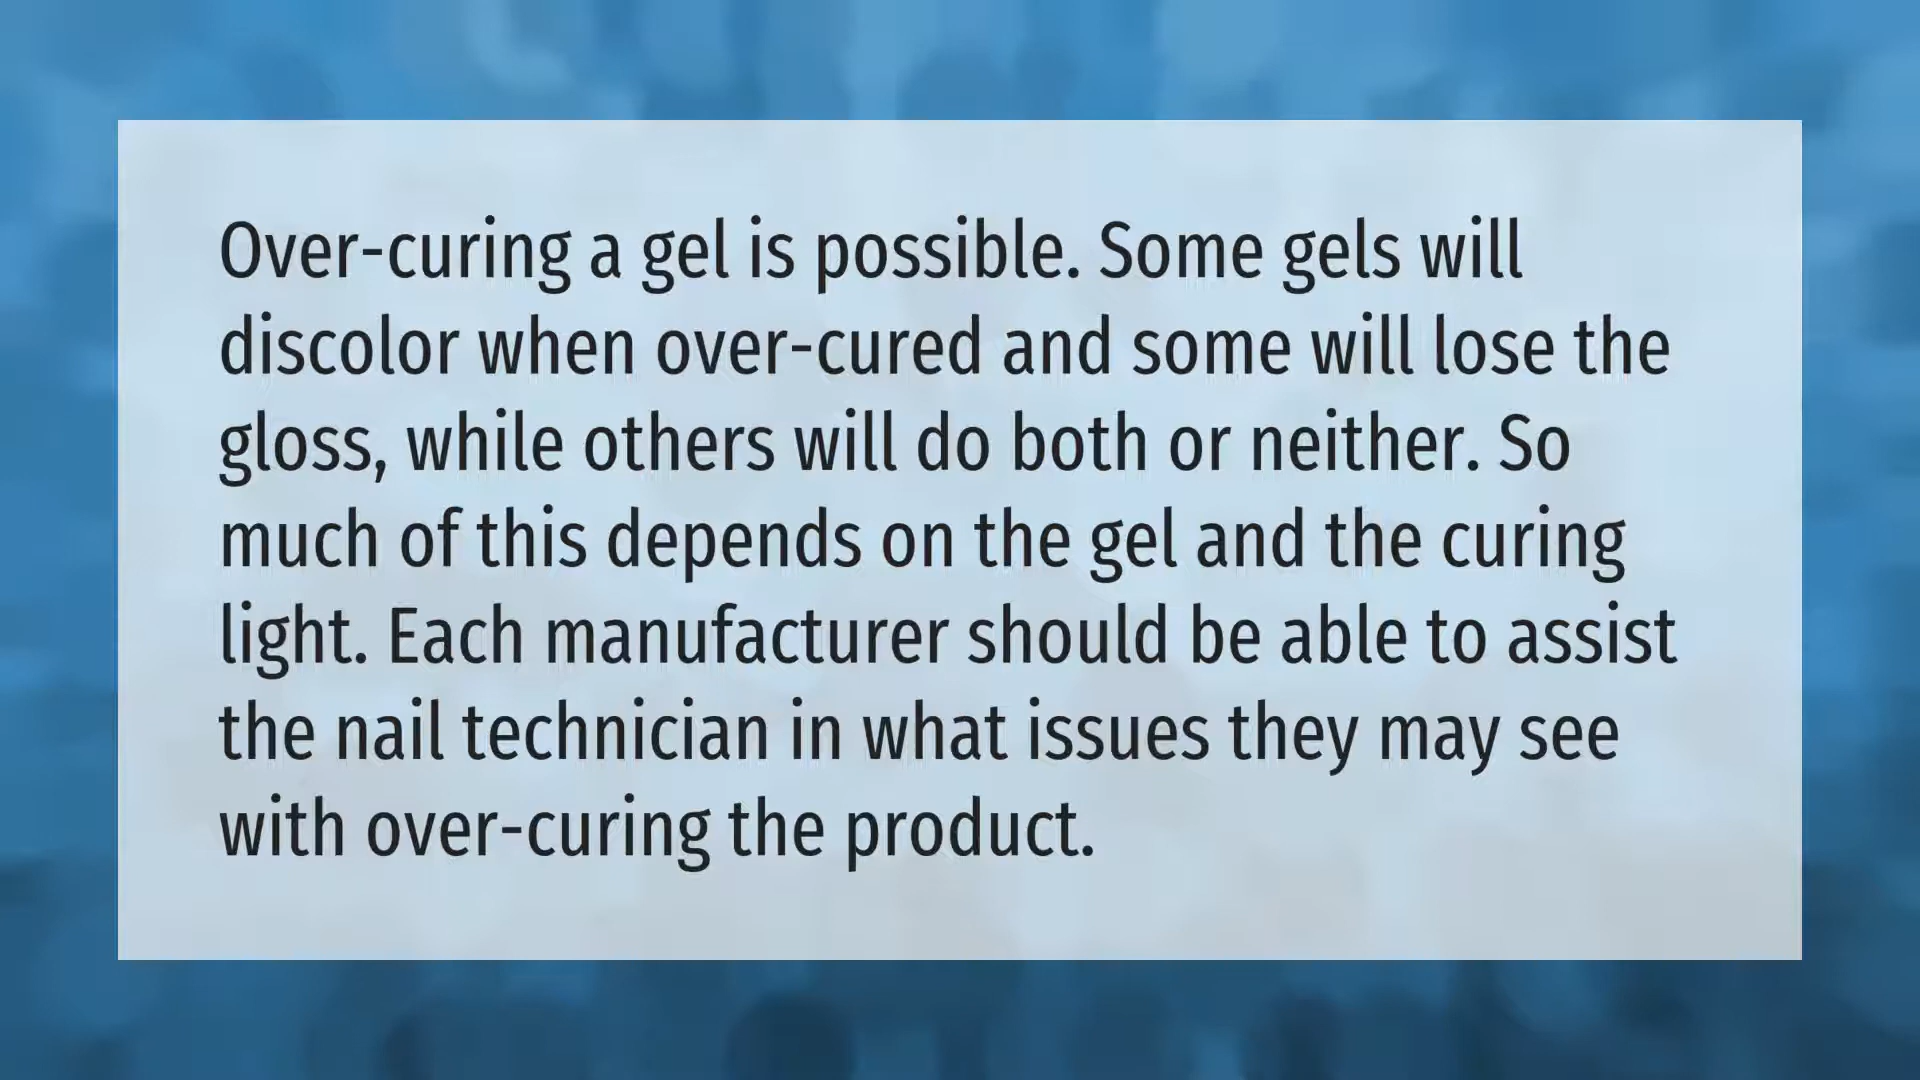 Over-curing a gel is possible. Some gels will
discolor when over-cured and some will lose the
gloss, while others will do both or neither. So
much of this depends on the gel and the curing
light. Each manufacturer should be able to assist
the nail technician in what issues they may see
with over-curing the product.